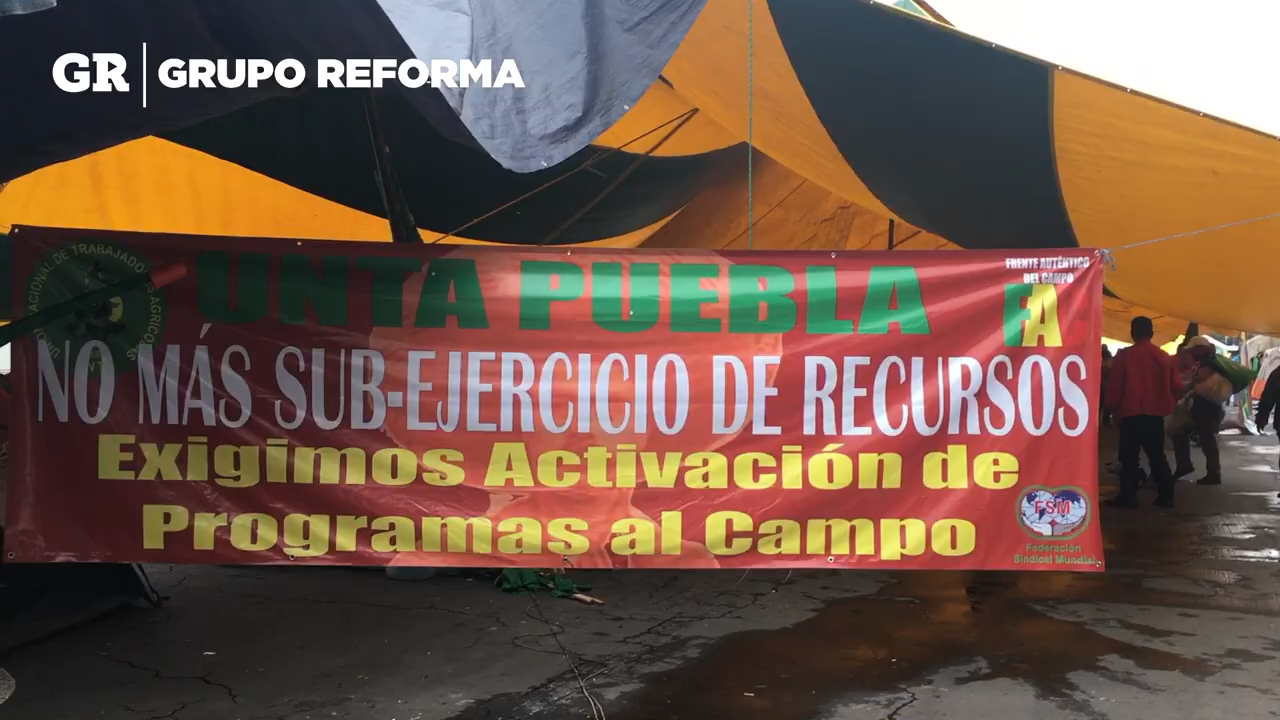 GR GRUPO REFORMA
UNTA PUEBLA
FRENTE AUTÉNTICO
DEL CAMPO
FA
NO MÁS SUB-EJERCICIO DE RECURSOS
Exigimos Activación de
Programas al Campo
FSM
Federación
Sindical Mundial